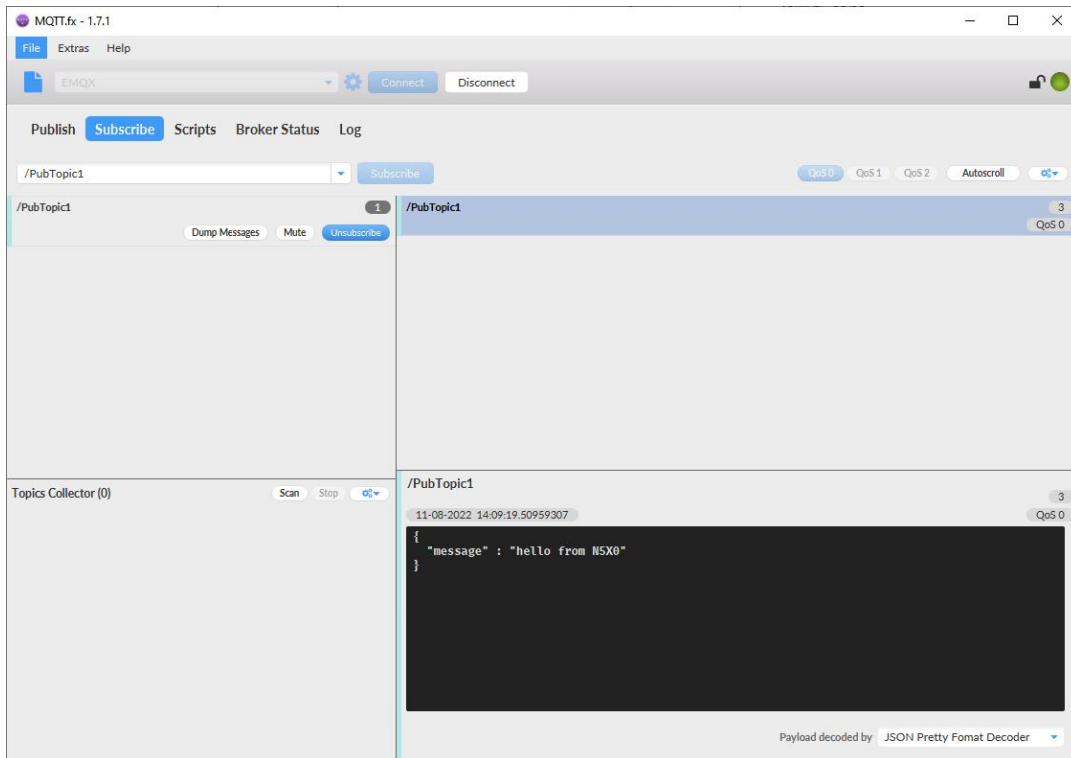 MQTT.fx - 1.7.1
File Extras Help
EMQX Connect Disconnect
Publish Subscribe Scripts Broker Status Log
/PubTopic1 Subscribe QoS 0 QoS 1 QoS 2 Autoscroll
/PubTopic1 1
Dump Messages Mute Unsubscribe
/PubTopic1 3
QoS 0
Topics Collector (0) Scan Stop
/PubTopic1
3
11-08-2022 14:09:19.50959307 QoS 0
{
"message" : "hello from N5X0"
}
Payload decoded by JSON Pretty Fomat Decoder